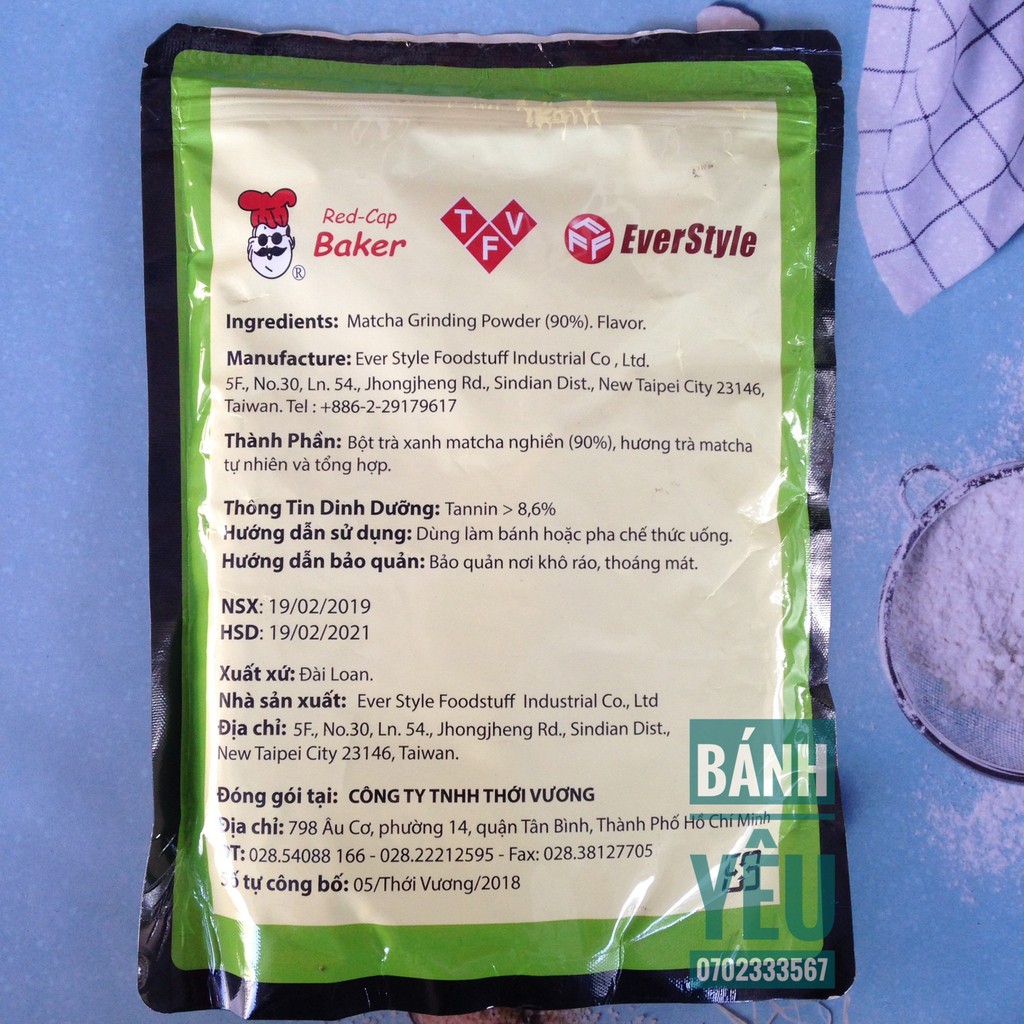 Red-Cap
Baker
®
TVF
EverStyle
Ingredients: Matcha Grinding Powder (90%). Flavor.
Manufacture: Ever Style Foodstuff Industrial Co , Ltd.
5F., No.30, Ln. 54., Jhongjheng Rd., Sindian Dist., New Taipei City 23146,
Taiwan. Tel : +886-2-29179617
Thành Phần: Bột trà xanh matcha nghiền (90%), hương trà matcha
tự nhiên và tổng hợp.
Thông Tin Dinh Dưỡng: Tannin > 8,6%
Hướng dẫn sử dụng: Dùng làm bánh hoặc pha chế thức uống.
Hướng dẫn bảo quản: Bảo quản nơi khô ráo, thoáng mát.
NSX: 19/02/2019
HSD: 19/02/2021
Xuất xứ: Đài Loan.
Nhà sản xuất: Ever Style Foodstuff Industrial Co., Ltd
Địa chỉ: 5F., No.30, Ln. 54., Jhongjheng Rd., Sindian Dist.,
New Taipei City 23146, Taiwan.
Đóng gói tại: CÔNG TY TNHH THỚI VƯƠNG
Địa chỉ: 798 Âu Cơ, phường 14, quận Tân Bình, Thành Phố Hồ Chí Minh
ĐT: 028.54088 166 - 028.22212595 - Fax: 028.38127705
Số tự công bố: 05/Thới Vương/2018
BÁNH
YÊU
0702333567